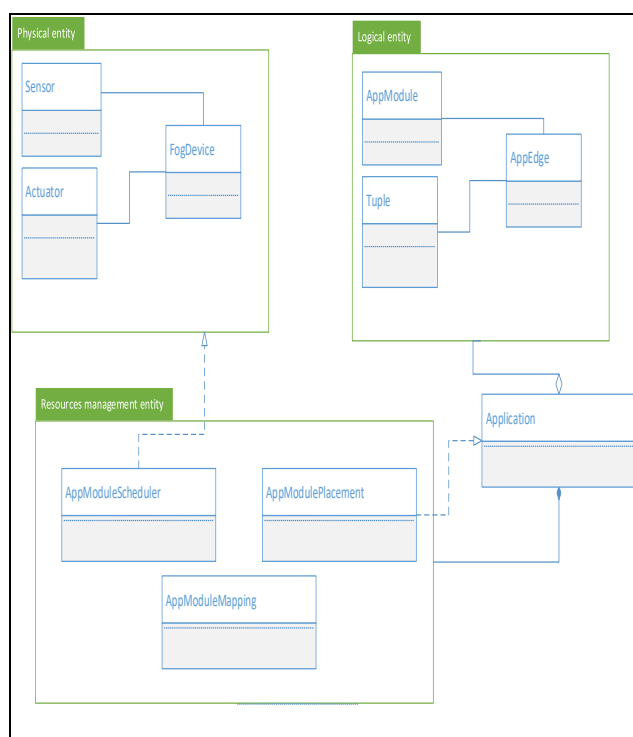 Physical entity
Logical entity
Sensor
AppModule
FogDevice
AppEdge
Actuator
Tuple
Resources management entity
Application
AppModuleScheduler
AppModulePlacement
AppModuleMapping